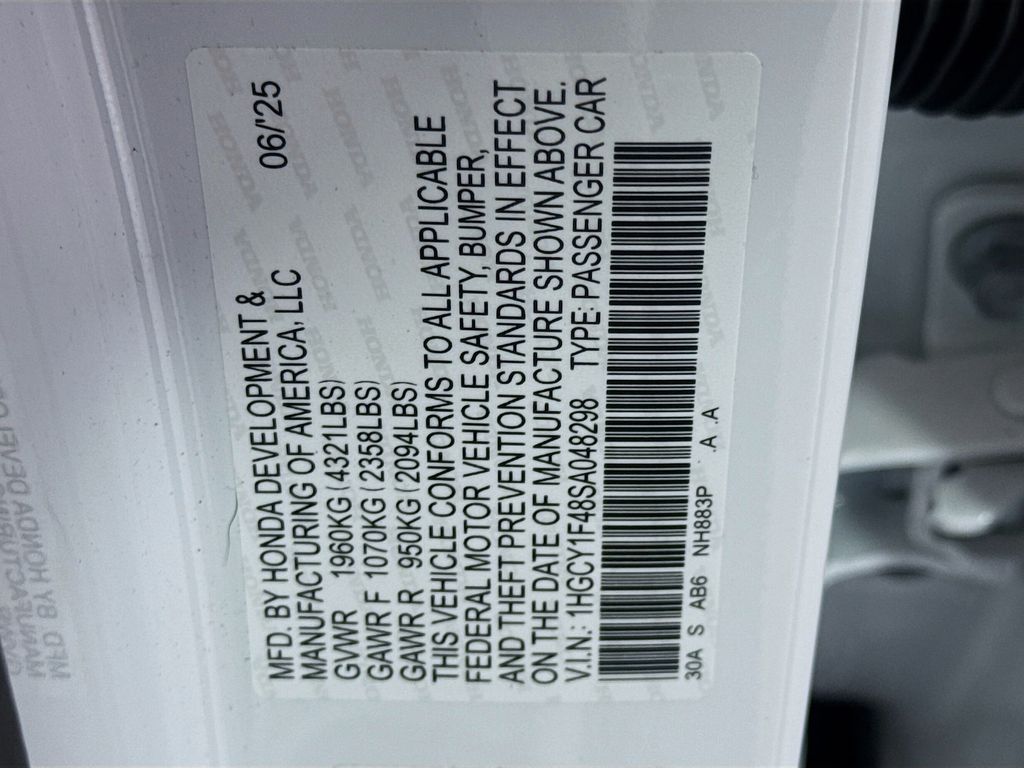 MFD. BY HONDA DEVELOPMENT & 06/'25
MANUFACTURING OF AMERICA, LLC
GVWR 1960KG (4321LBS)
GAWR F 1070KG (2358LBS)
GAWR R 950KG (2094LBS)
THIS VEHICLE CONFORMS TO ALL APPLICABLE
FEDERAL MOTOR VEHICLE SAFETY, BUMPER,
AND THEFT PREVENTION STANDARDS IN EFFECT
ON THE DATE OF MANUFACTURE SHOWN ABOVE.
V.I.N.: 1HGCY1F48SA048298 TYPE: PASSENGER CAR
30A S AB6 NH883P .A .A